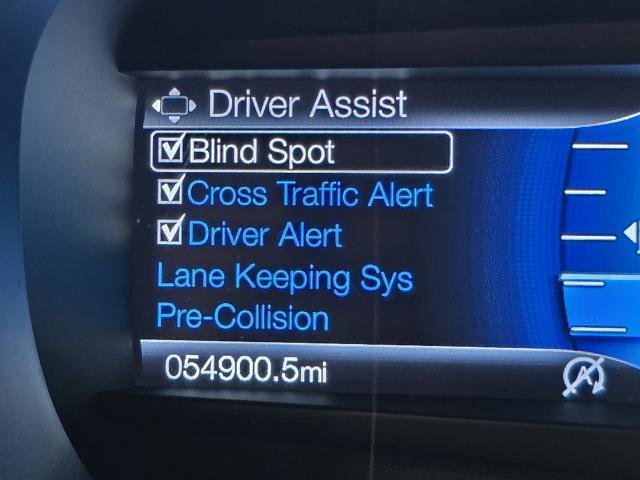 Driver Assist
Blind Spot
Cross Traffic Alert
Driver Alert
Lane Keeping Sys
Pre-Collision
054900.5mi